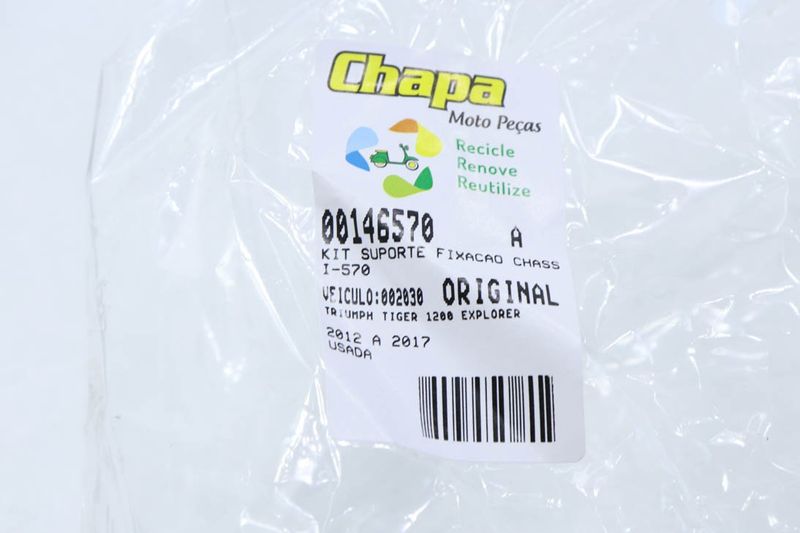 Chapa
Moto Peças
Recicle
Renove
Reutilize
00146570 A
KIT SUPORTE FIXACAO CHASS
I-570
VEICULO:002030 ORIGINAL
TRIUMPH TIGER 1200 EXPLORER
2012 A 2017
USADA